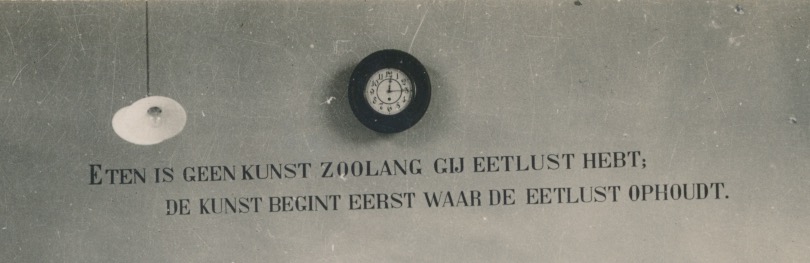 Eten is geen kunst zoolang gij eetlust hebt;
de kunst begint eerst waar de eetlust ophoudt.